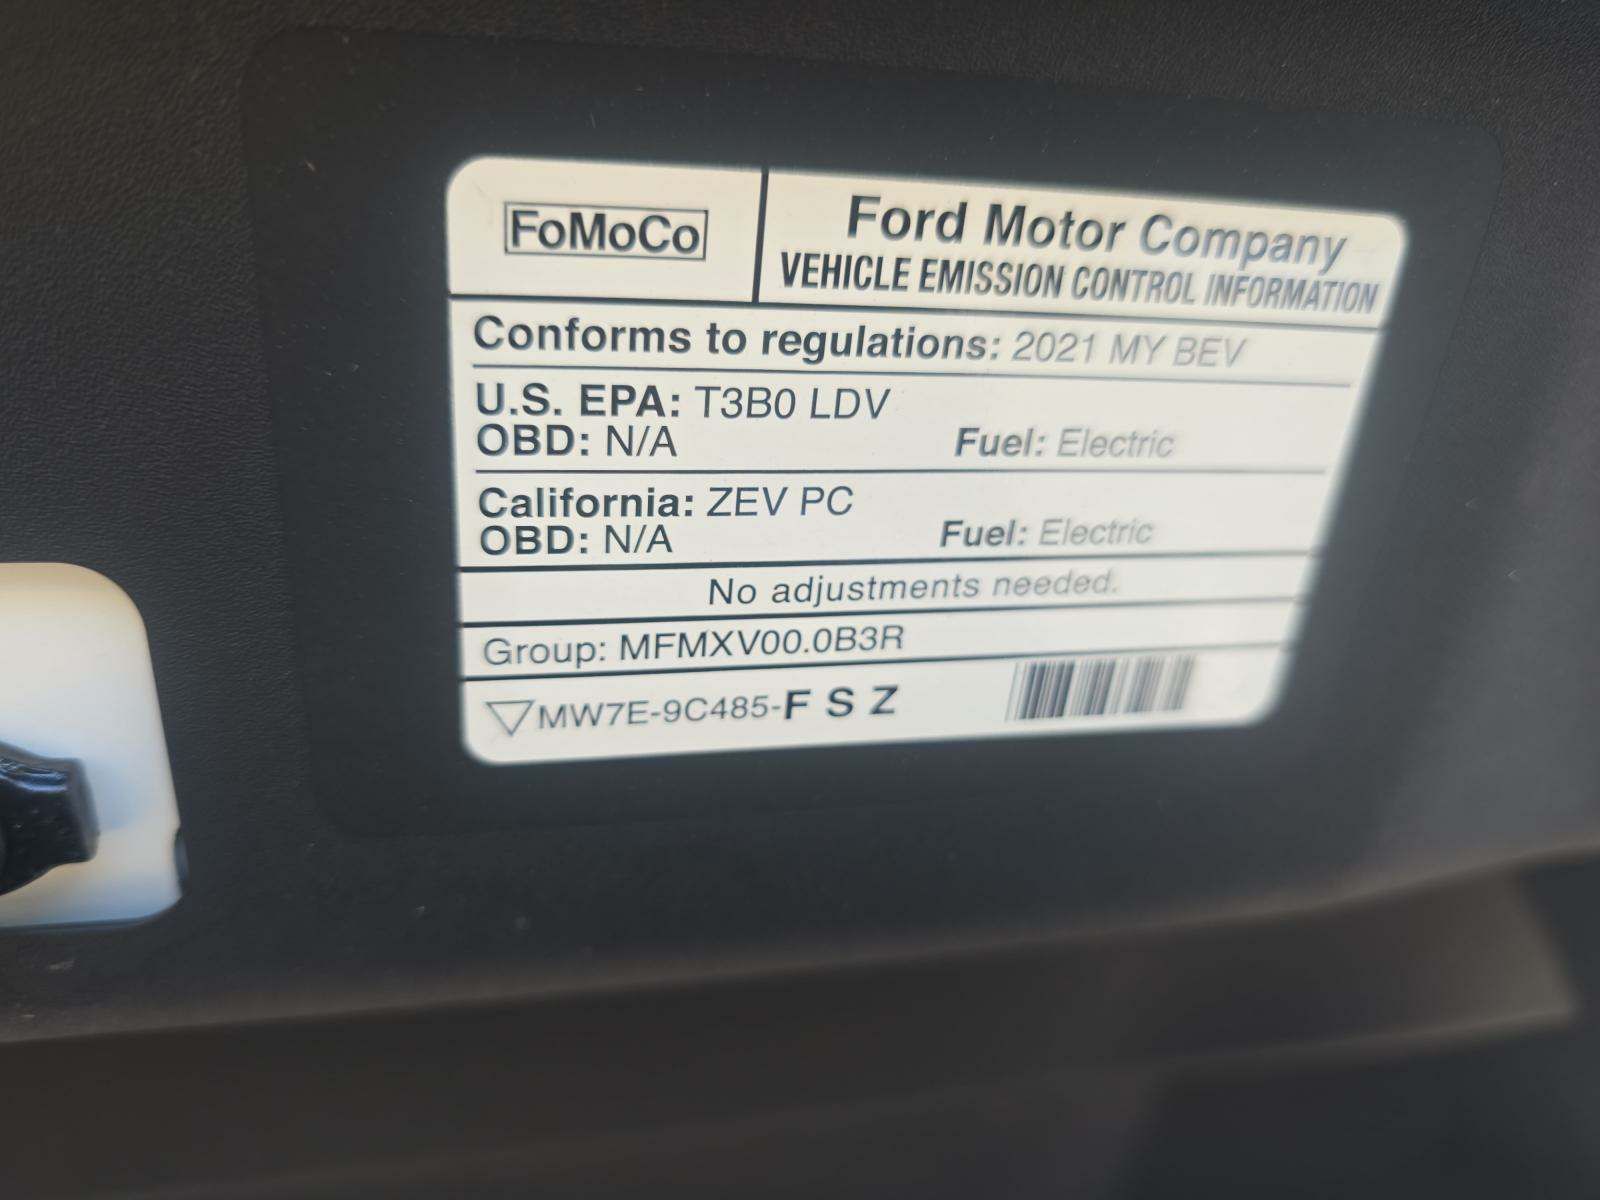 FoMoCo
Ford Motor Company
VEHICLE EMISSION CONTROL INFORMATION
Conforms to regulations: 2021 MY BEV
U.S. EPA: T3B0 LDV
OBD: N/A Fuel: Electric
California: ZEV PC
OBD: N/A Fuel: Electric
No adjustments needed.
Group: MFMXV00.0B3R
MW7E-9C485-F S Z